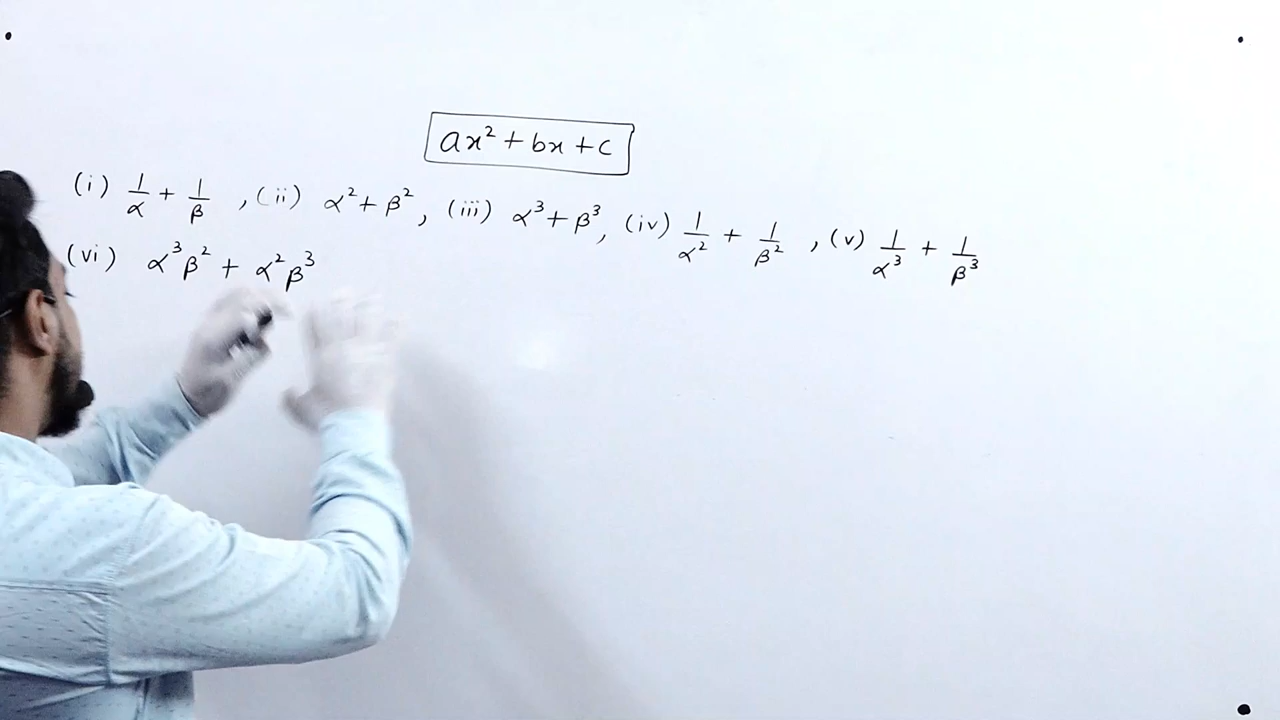 ax² + bx + c
(i) 1/α + 1/β , (ii) α² + β² , (iii) α³ + β³ , (iv) 1/α² + 1/β² , (v) 1/α³ + 1/β³
(vi) α³β² + α²β³